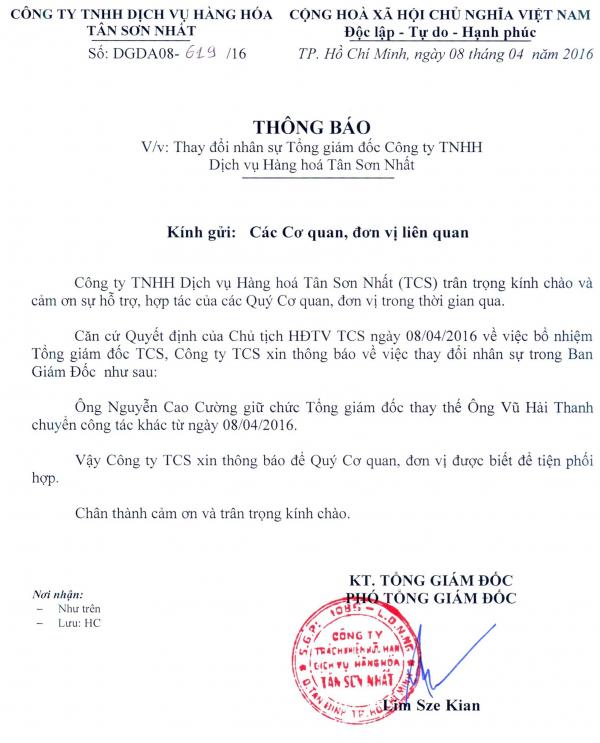 CÔNG TY TNHH DỊCH VỤ HÀNG HÓA
TÂN SƠN NHẤT
Số: DGDA08- 619 /16
CỘNG HOÀ XÃ HỘI CHỦ NGHĨA VIỆT NAM
Độc lập - Tự do - Hạnh phúc
TP. Hồ Chí Minh, ngày 08 tháng 04 năm 2016
THÔNG BÁO
V/v: Thay đổi nhân sự Tổng giám đốc Công ty TNHH
Dịch vụ Hàng hoá Tân Sơn Nhất
Kính gửi: Các Cơ quan, đơn vị liên quan
Công ty TNHH Dịch vụ Hàng hoá Tân Sơn Nhất (TCS) trân trọng kính chào và
cảm ơn sự hỗ trợ, hợp tác của các Quý Cơ quan, đơn vị trong thời gian qua.
Căn cứ Quyết định của Chủ tịch HĐTV TCS ngày 08/04/2016 về việc bổ nhiệm
Tổng giám đốc TCS, Công ty TCS xin thông báo về việc thay đổi nhân sự trong Ban
Giám Đốc như sau:
Ông Nguyễn Cao Cường giữ chức Tổng giám đốc thay thế Ông Vũ Hải Thanh
chuyển công tác khác từ ngày 08/04/2016.
Vậy Công ty TCS xin thông báo để Quý Cơ quan, đơn vị được biết để tiện phối
hợp.
Chân thành cảm ơn và trân trọng kính chào.
Nơi nhận:
– Như trên
– Lưu: HC
KT. TỔNG GIÁM ĐỐC
PHÓ TỔNG GIÁM ĐỐC
S.G.P: 1085 - L.D.N.N
CÔNG TY
TRÁCH NHIỆM HỮU HẠN
DỊCH VỤ HÀNG HÓA
TÂN SƠN NHẤT
Q.TÂN BÌNH T.P. HỒ CHÍ MINH
Lim Sze Kian